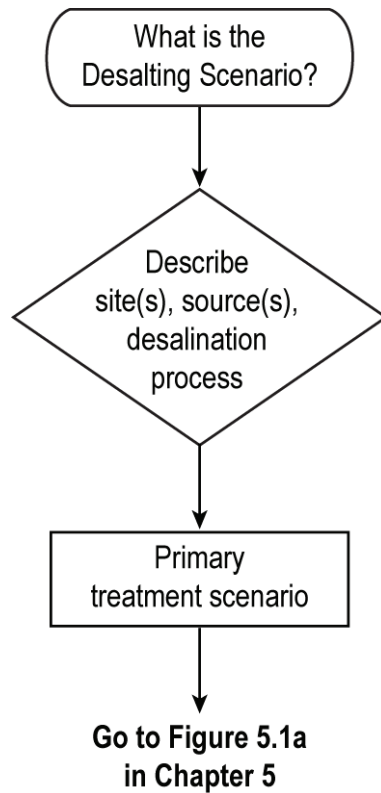 What is the
Desalting Scenario?
Describe
site(s), source(s),
desalination
process
Primary
treatment scenario
Go to Figure 5.1a
in Chapter 5